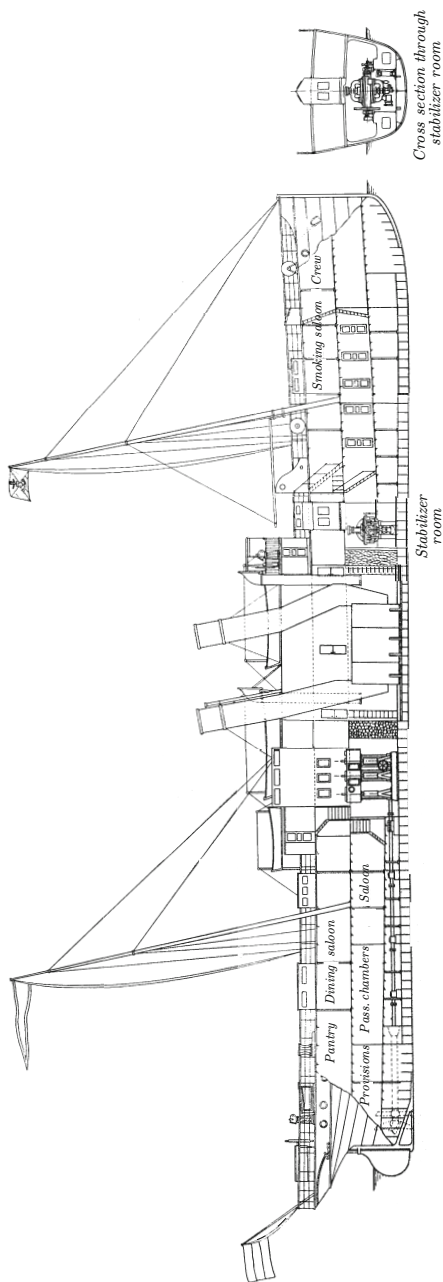 Cross section through
stabilizer room
Crew
Smoking saloon
Stabilizer
room
Saloon
Dining saloon
Pass. chambers
Pantry
Provisions